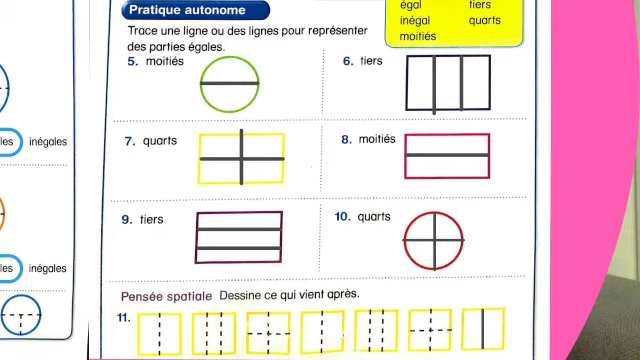 Pratique autonome
égal tiers
inégal quarts
moitiés
Trace une ligne ou des lignes pour représenter
des parties égales.
5. moitiés
6. tiers
les inégales
7. quarts
8. moitiés
9. tiers
10. quarts
les inégales
Pensée spatiale Dessine ce qui vient après.
11.